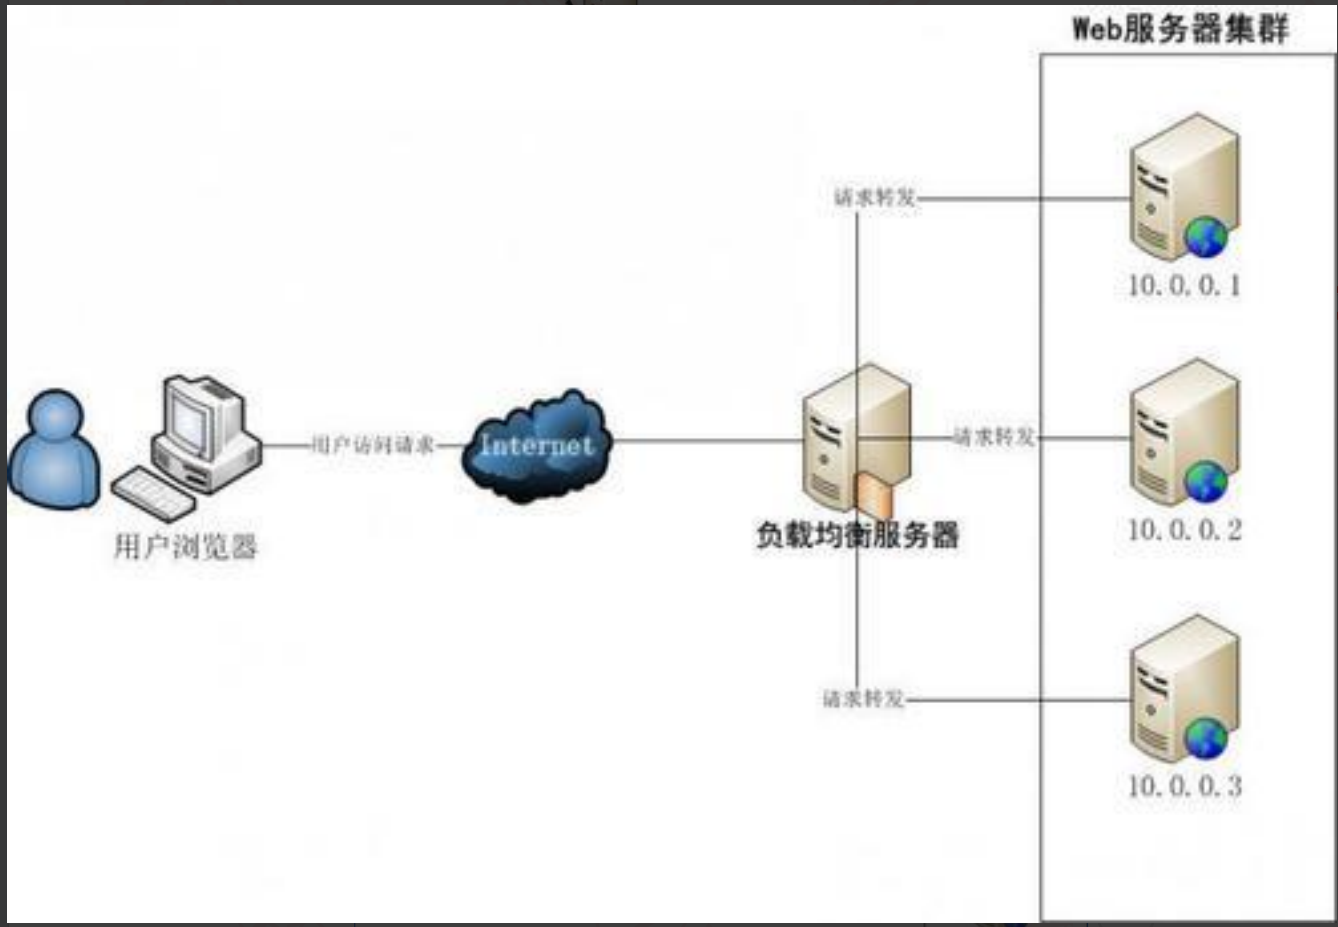 Web服务器集群
请求转发
10.0.0.1
用户访问请求
Internet
请求转发
用户浏览器
负载均衡服务器
10.0.0.2
请求转发
10.0.0.3